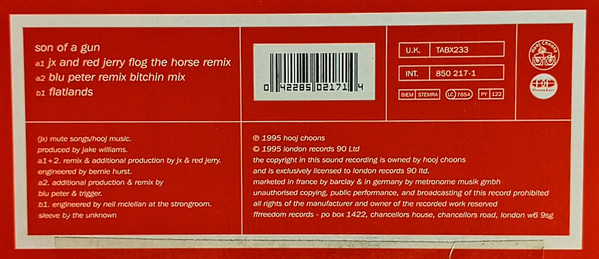 son of a gun
a1 jx and red jerry flog the horse remix
a2 blu peter remix bitchin mix
b1 flatlands
0 42285 02171 4
U.K. TABX233
INT. 850 217-1
BIEM STEMRA LC 7654 PY 122
Hooj Choons
(jx) mute songs/hooj music.
produced by jake williams.
a1+2. remix & additional production by jx & red jerry.
engineered by bernie hurst.
a2. additional production & remix by
blu peter & trigger.
b1. engineered by neil mclellan at the strongroom.
sleeve by the unknown
℗ 1995 hooj choons
© 1995 london records 90 Ltd
the copyright in this sound recording is owned by hooj choons
and is exclusively licensed to london records 90 ltd.
marketed in france by barclay & in germany by metronome musik gmbh
unauthorised copying, public performance, and broadcasting of this record prohibited
all rights of the manufacturer and owner of the recorded work reserved
ffrreedom records - po box 1422, chancellors house, chancellors road, london w6 9sg